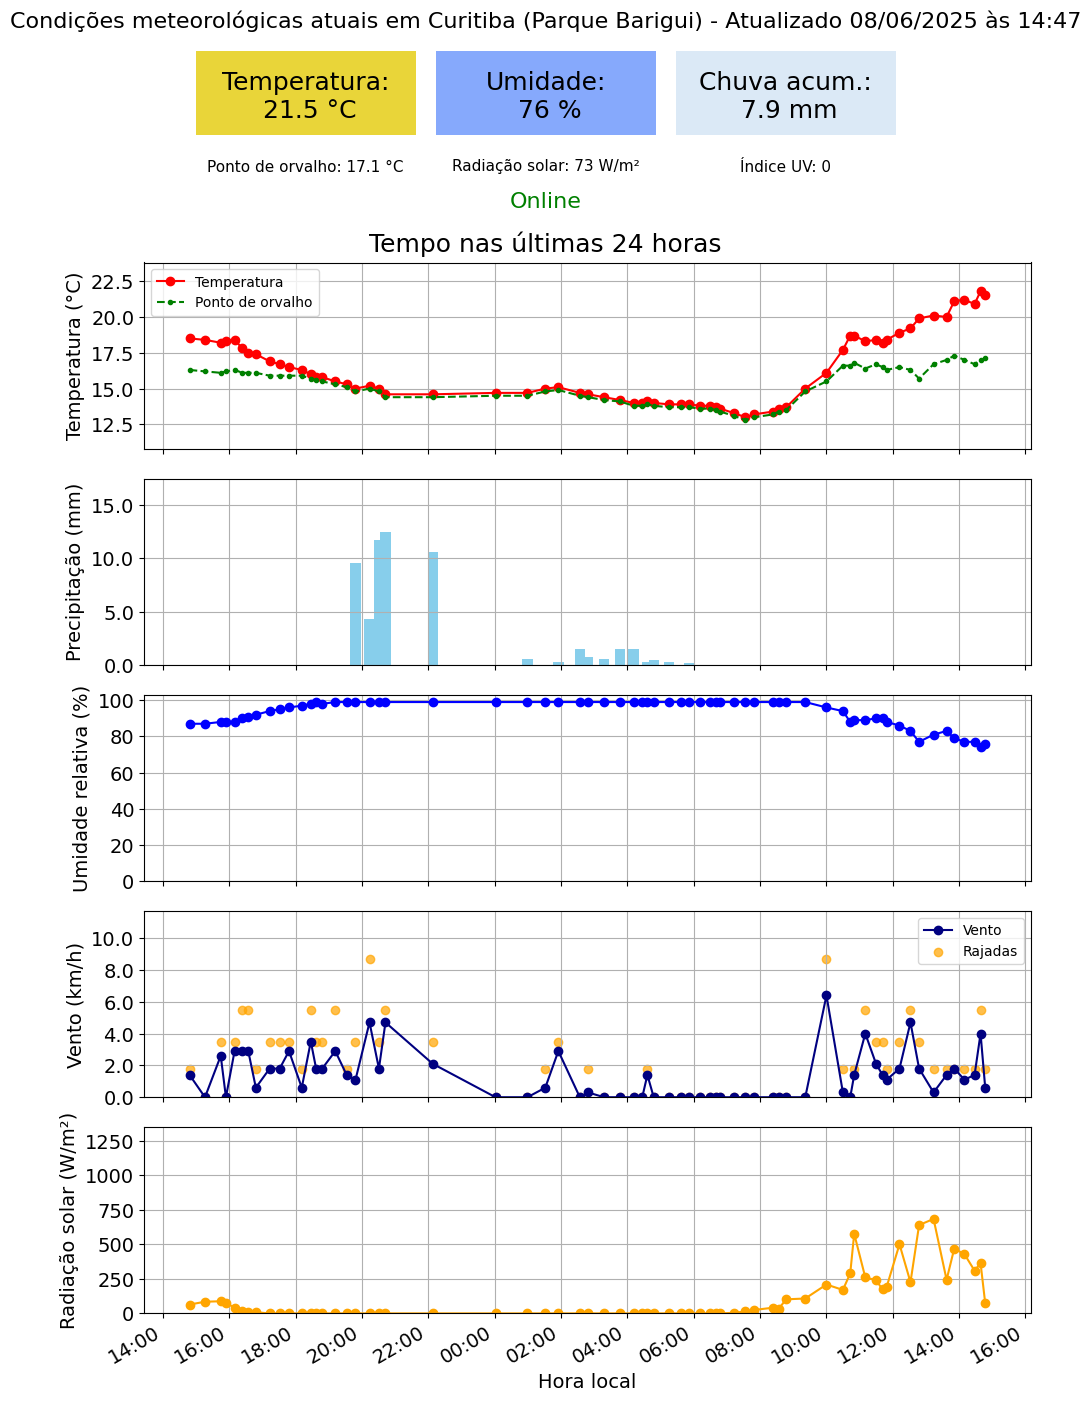 Condições meteorológicas atuais em Curitiba (Parque Barigui) - Atualizado 08/06/2025 às 14:47
Temperatura:
21.5 °C
Umidade:
76 %
Chuva acum.:
7.9 mm
Ponto de orvalho: 17.1 °C
Radiação solar: 73 W/m²
Índice UV: 0
Online
Tempo nas últimas 24 horas
Temperatura (°C)
22.5
20.0
17.5
15.0
12.5
Temperatura
Ponto de orvalho
Precipitação (mm)
15.0
10.0
5.0
0.0
Umidade relativa (%)
100
80
60
40
20
0
Vento (km/h)
10.0
8.0
6.0
4.0
2.0
0.0
Vento
Rajadas
Radiação solar (W/m²)
1250
1000
750
500
250
0
14:00
16:00
18:00
20:00
22:00
00:00
02:00
04:00
06:00
08:00
10:00
12:00
14:00
16:00
Hora local